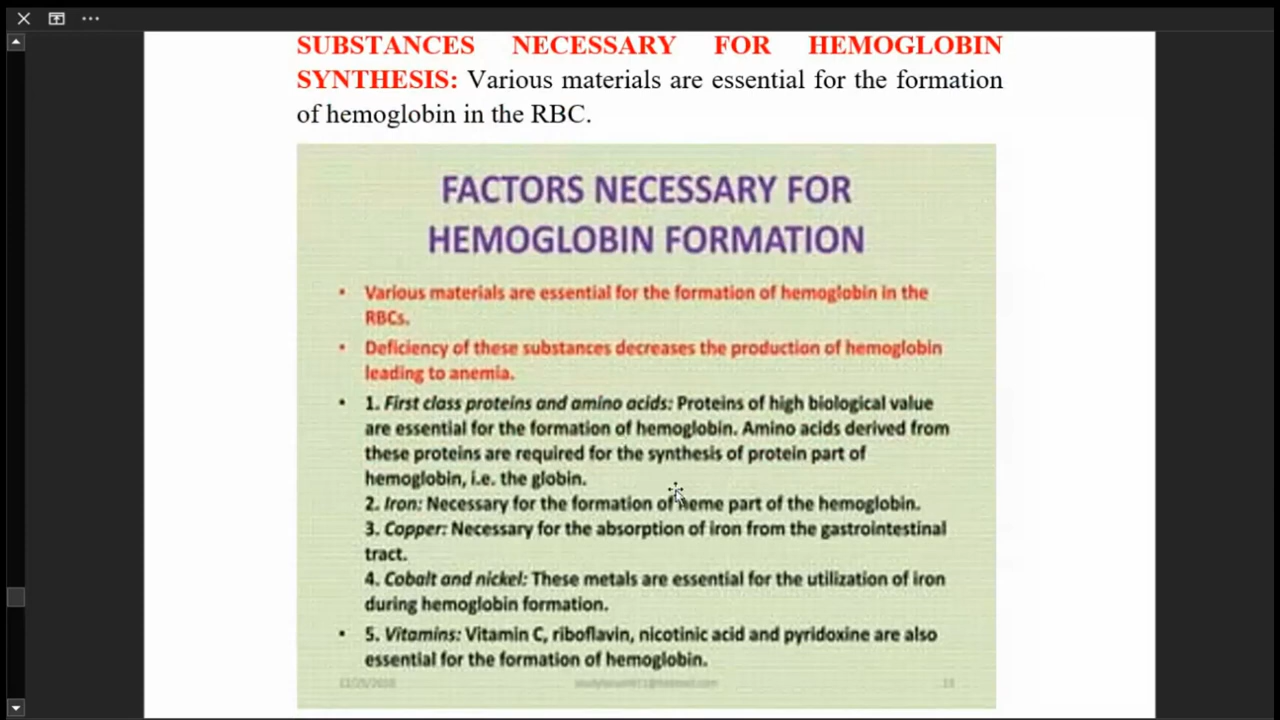 SUBSTANCES NECESSARY FOR HEMOGLOBIN
SYNTHESIS: Various materials are essential for the formation
of hemoglobin in the RBC.
FACTORS NECESSARY FOR
HEMOGLOBIN FORMATION
• Various materials are essential for the formation of hemoglobin in the
RBCs.
• Deficiency of these substances decreases the production of hemoglobin
leading to anemia.
• 1. First class proteins and amino acids: Proteins of high biological value
are essential for the formation of hemoglobin. Amino acids derived from
these proteins are required for the synthesis of protein part of
hemoglobin, i.e. the globin.
2. Iron: Necessary for the formation of heme part of the hemoglobin.
3. Copper: Necessary for the absorption of iron from the gastrointestinal
tract.
4. Cobalt and nickel: These metals are essential for the utilization of iron
during hemoglobin formation.
• 5. Vitamins: Vitamin C, riboflavin, nicotinic acid and pyridoxine are also
essential for the formation of hemoglobin.